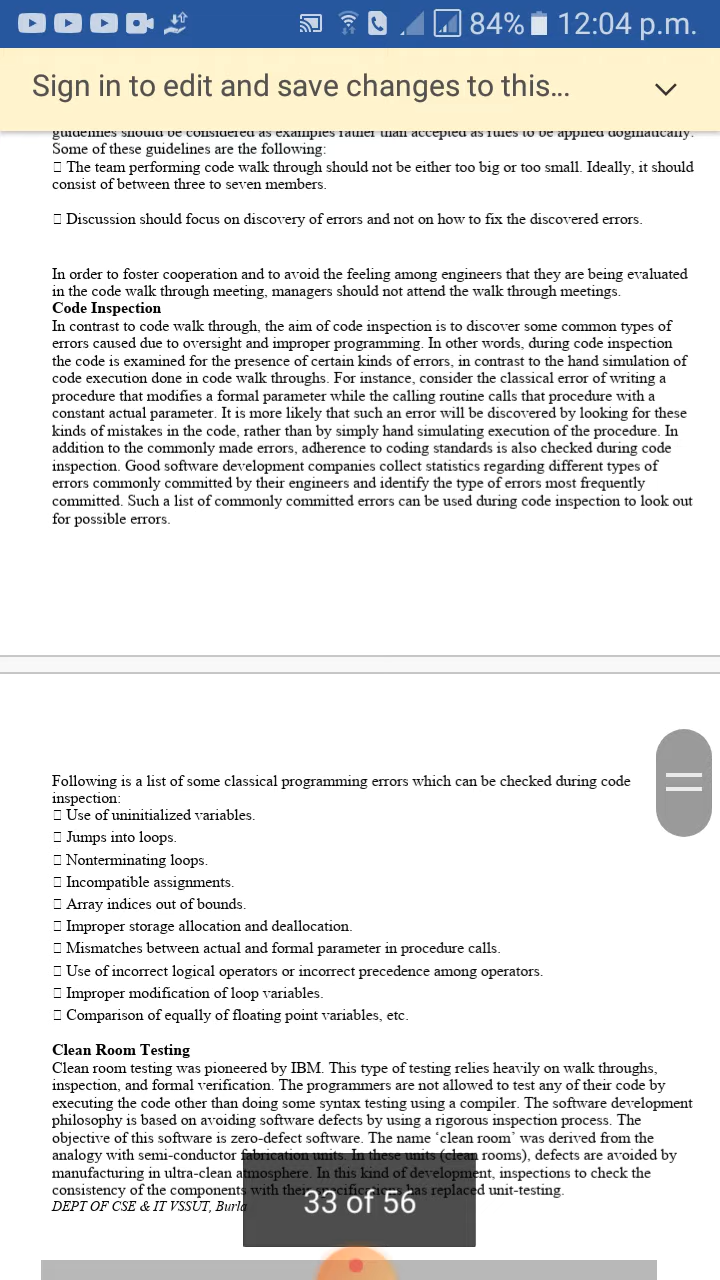 84% 12:04 p.m.
Sign in to edit and save changes to this...
guidelines should be considered as examples rather than accepted as rules to be applied dogmatically.
Some of these guidelines are the following:
The team performing code walk through should not be either too big or too small. Ideally, it should
consist of between three to seven members.
Discussion should focus on discovery of errors and not on how to fix the discovered errors.
In order to foster cooperation and to avoid the feeling among engineers that they are being evaluated
in the code walk through meeting, managers should not attend the walk through meetings.
Code Inspection
In contrast to code walk through, the aim of code inspection is to discover some common types of
errors caused due to oversight and improper programming. In other words, during code inspection
the code is examined for the presence of certain kinds of errors, in contrast to the hand simulation of
code execution done in code walk throughs. For instance, consider the classical error of writing a
procedure that modifies a formal parameter while the calling routine calls that procedure with a
constant actual parameter. It is more likely that such an error will be discovered by looking for these
kinds of mistakes in the code, rather than by simply hand simulating execution of the procedure. In
addition to the commonly made errors, adherence to coding standards is also checked during code
inspection. Good software development companies collect statistics regarding different types of
errors commonly committed by their engineers and identify the type of errors most frequently
committed. Such a list of commonly committed errors can be used during code inspection to look out
for possible errors.
Following is a list of some classical programming errors which can be checked during code
inspection:
Use of uninitialized variables.
Jumps into loops.
Nonterminating loops.
Incompatible assignments.
Array indices out of bounds.
Improper storage allocation and deallocation.
Mismatches between actual and formal parameter in procedure calls.
Use of incorrect logical operators or incorrect precedence among operators.
Improper modification of loop variables.
Comparison of equally of floating point variables, etc.
Clean Room Testing
Clean room testing was pioneered by IBM. This type of testing relies heavily on walk throughs,
inspection, and formal verification. The programmers are not allowed to test any of their code by
executing the code other than doing some syntax testing using a compiler. The software development
philosophy is based on avoiding software defects by using a rigorous inspection process. The
objective of this software is zero-defect software. The name ‘clean room’ was derived from the
analogy with semi-conductor fabrication units. In these units (clean rooms), defects are avoided by
manufacturing in ultra-clean atmosphere. In this kind of development, inspections to check the
consistency of the components with their specifications has replaced unit-testing.
DEPT OF CSE & IT VSSUT, Burla
33 of 56